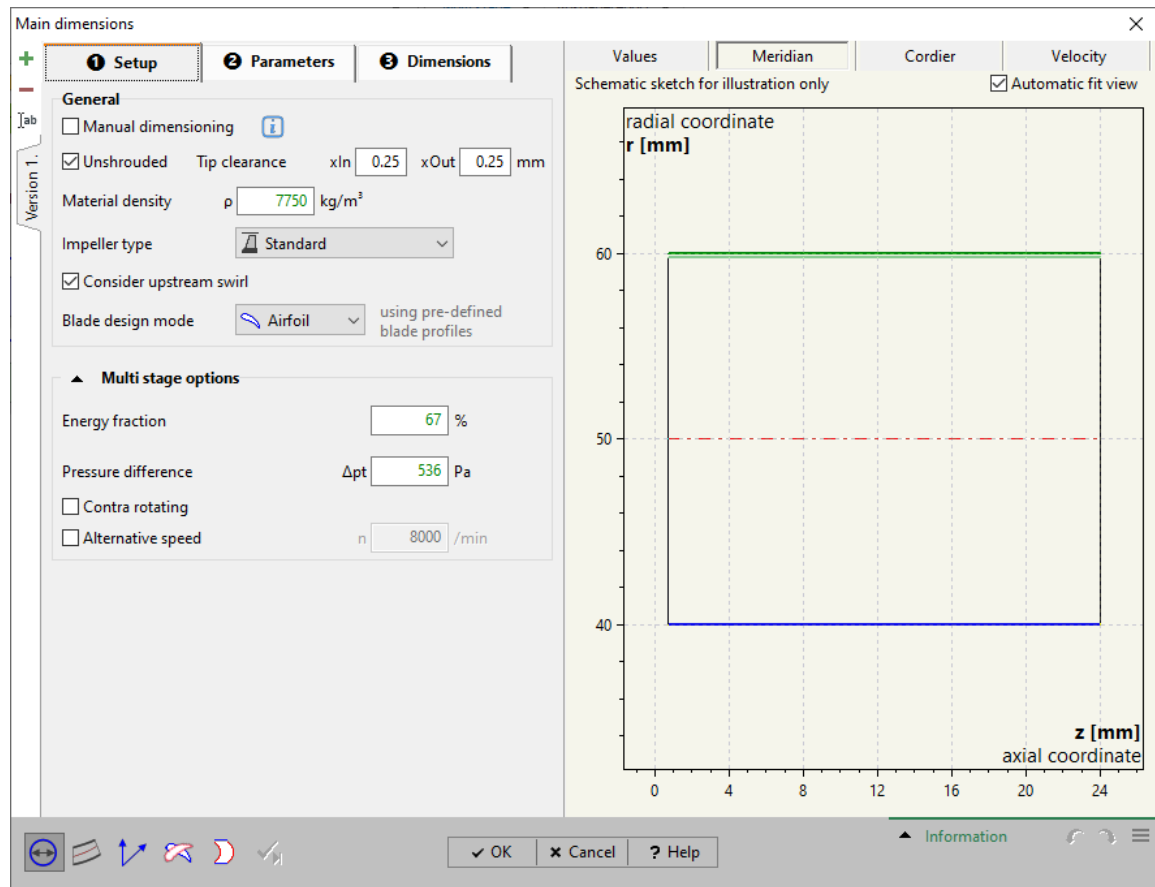 Main dimensions
1 Setup
2 Parameters
3 Dimensions
Values
Meridian
Cordier
Velocity
Schematic sketch for illustration only
Automatic fit view
ab
Version 1.
General
Manual dimensioning i
Unshrouded Tip clearance xIn 0.25 xOut 0.25 mm
Material density ρ 7750 kg/m³
Impeller type Standard
Consider upstream swirl
Blade design mode Airfoil using pre-defined
blade profiles
Multi stage options
Energy fraction 67 %
Pressure difference Δpt 536 Pa
Contra rotating
Alternative speed n 8000 /min
radial coordinate
r [mm]
60
50
40
z [mm]
axial coordinate
0 4 8 12 16 20 24
Information
OK
Cancel
? Help